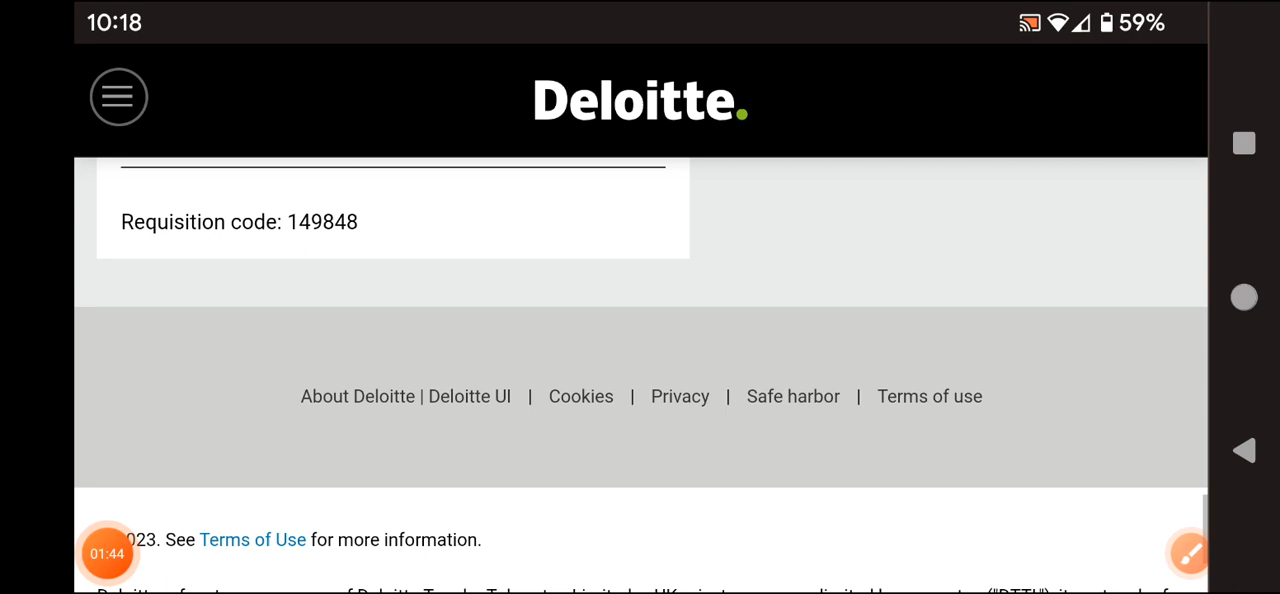 10:18
59%
Deloitte.
Requisition code: 149848
About Deloitte | Deloitte UI | Cookies | Privacy | Safe harbor | Terms of use
023. See Terms of Use for more information.
01:44